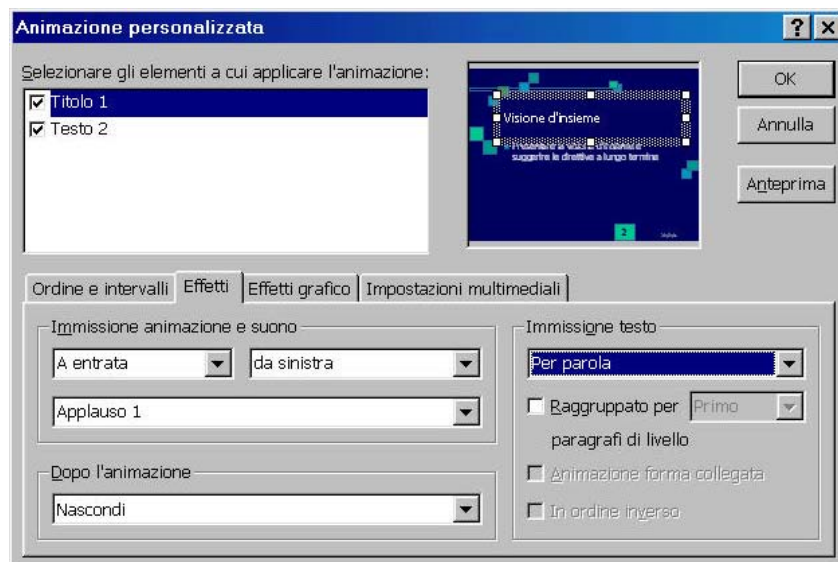 Animazione personalizzata
Selezionare gli elementi a cui applicare l'animazione:
Titolo 1
Testo 2
Visione d'insieme
suggerire le direttive a lungo termine
2
OK
Annulla
Anteprima
Ordine e intervalli
Effetti
Effetti grafico
Impostazioni multimediali
Immissione animazione e suono
A entrata
da sinistra
Applauso 1
Dopo l'animazione
Nascondi
Immissione testo
Per parola
Raggruppato per
Primo
paragrafi di livello
Animazione forma collegata
In ordine inverso